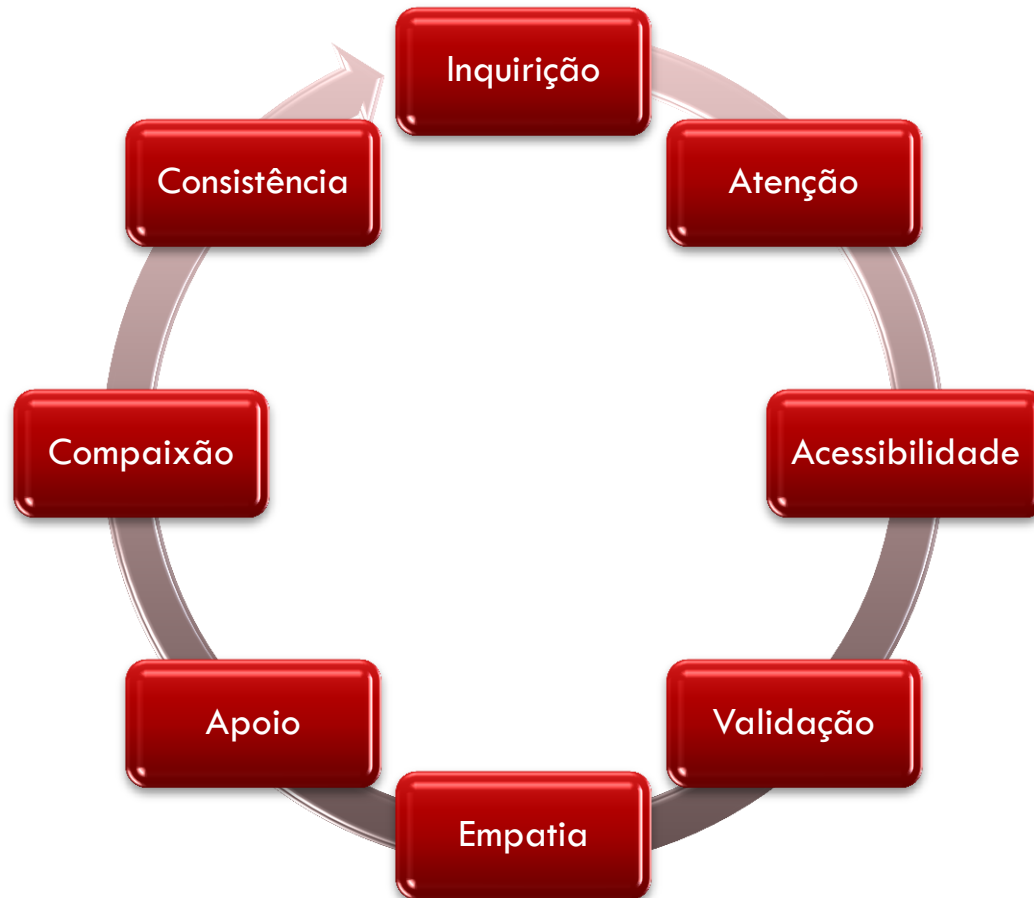 Inquirição
Atenção
Acessibilidade
Validação
Empatia
Apoio
Compaixão
Consistência